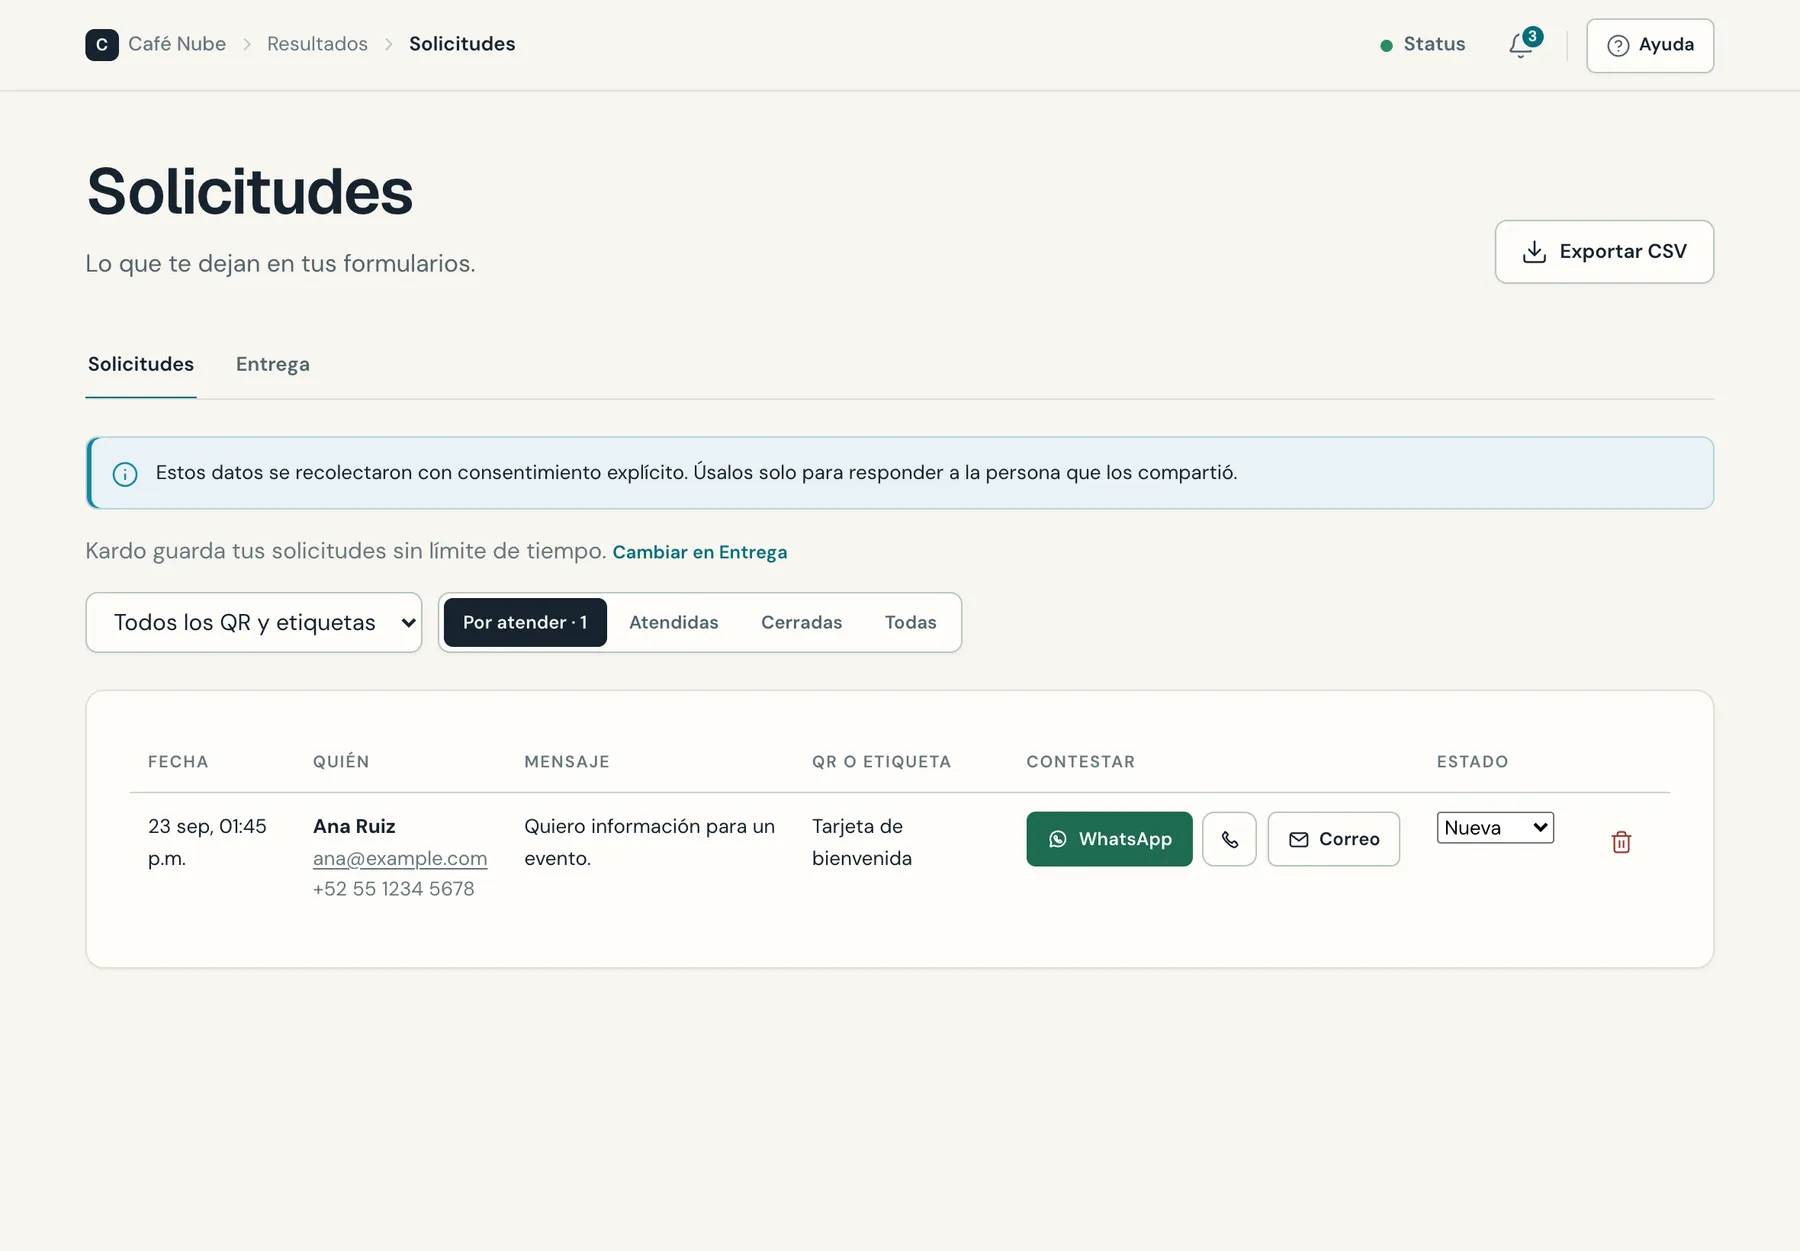 C Café Nube Resultados Solicitudes Status 3 Ayuda
Solicitudes
Lo que te dejan en tus formularios.
Exportar CSV
Solicitudes Entrega
Estos datos se recolectaron con consentimiento explícito. Úsalos solo para responder a la persona que los compartió.
Kardo guarda tus solicitudes sin límite de tiempo. Cambiar en Entrega
Todos los QR y etiquetas Por atender · 1 Atendidas Cerradas Todas
FECHA QUIÉN MENSAJE QR O ETIQUETA CONTESTAR ESTADO
23 sep, 01:45 p.m.
Ana Ruiz
ana@example.com
+52 55 1234 5678
Quiero información para un
evento.
Tarjeta de
bienvenida
WhatsApp Correo
Nueva